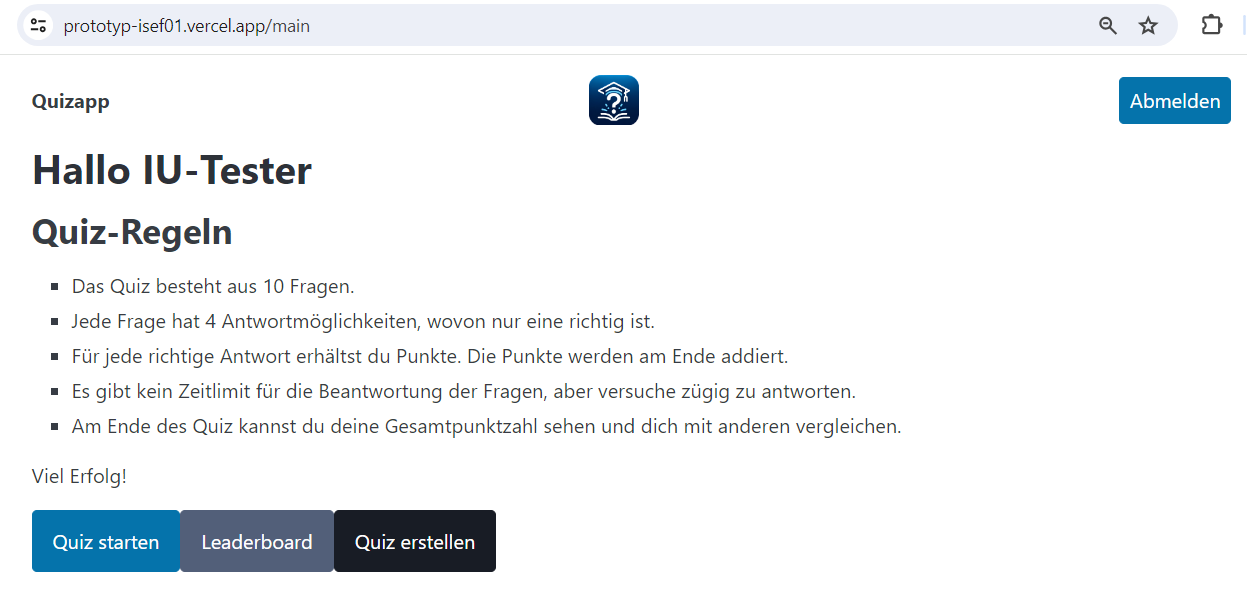 prototyp-isef01.vercel.app/main
Quizapp
?
Abmelden
Hallo IU-Tester
Quiz-Regeln
Das Quiz besteht aus 10 Fragen.
Jede Frage hat 4 Antwortmöglichkeiten, wovon nur eine richtig ist.
Für jede richtige Antwort erhältst du Punkte. Die Punkte werden am Ende addiert.
Es gibt kein Zeitlimit für die Beantwortung der Fragen, aber versuche zügig zu antworten.
Am Ende des Quiz kannst du deine Gesamtpunktzahl sehen und dich mit anderen vergleichen.
Viel Erfolg!
Quiz starten
Leaderboard
Quiz erstellen